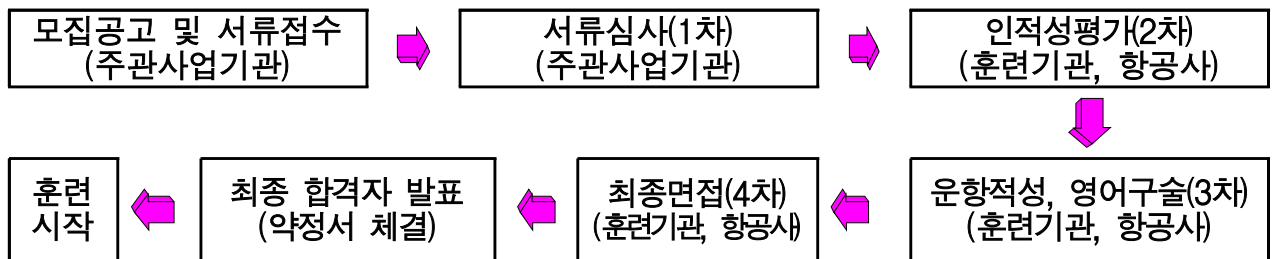 모집공고 및 서류접수
(주관사업기관)
서류심사(1차)
(주관사업기관)
인적성평가(2차)
(훈련기관, 항공사)
운항적성, 영어구술(3차)
(훈련기관, 항공사)
최종면접(4차)
(훈련기관, 항공사)
최종 합격자 발표
(약정서 체결)
훈련
시작